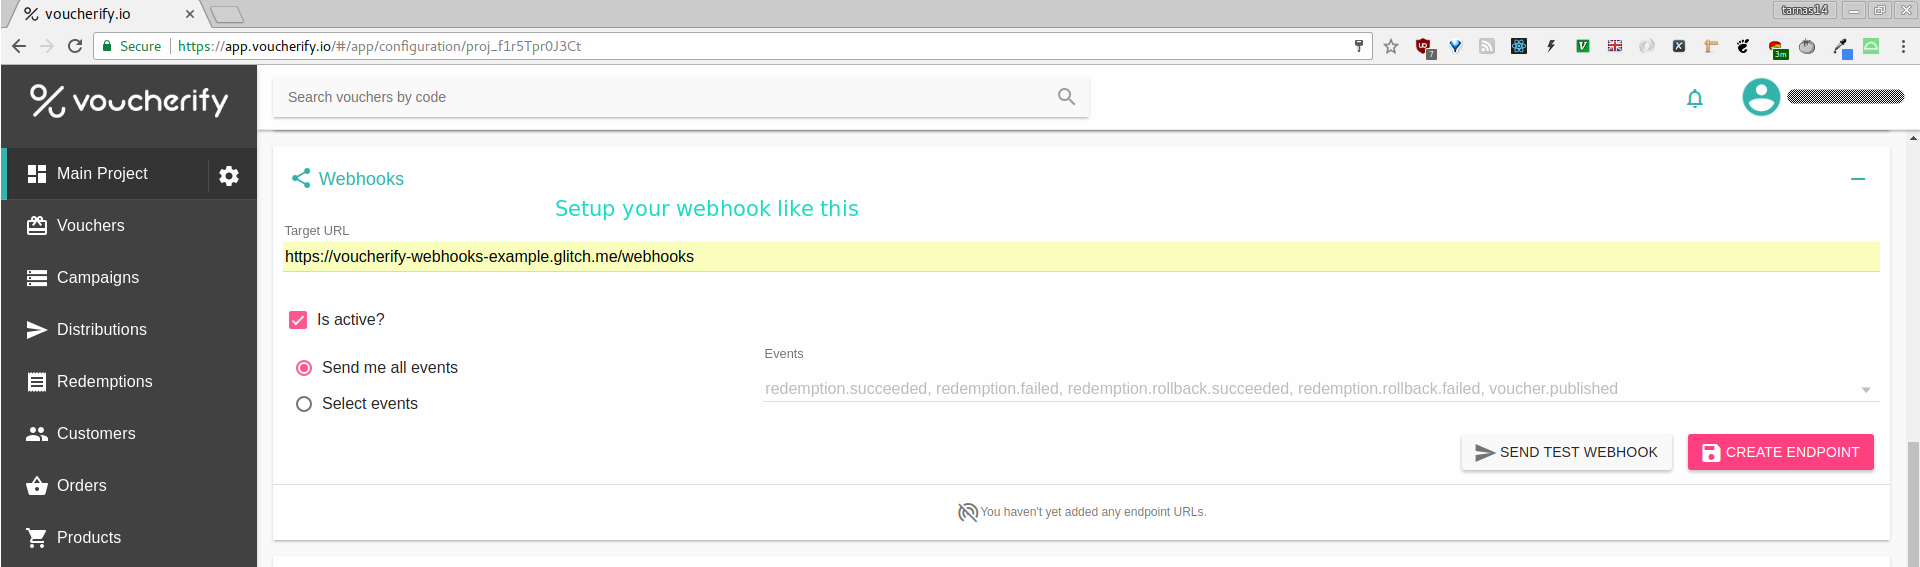 voucherify.io
tarnas14
Secure https://app.voucherify.io/#/app/configuration/proj_f1r5Tpr0J3Ct
7
3m
voucherify
Search vouchers by code
Main Project
Vouchers
Campaigns
Distributions
Redemptions
Customers
Orders
Products
Webhooks
Setup your webhook like this
Target URL
https://voucherify-webhooks-example.glitch.me/webhooks
Is active?
Send me all events
Select events
Events
redemption.succeeded, redemption.failed, redemption.rollback.succeeded, redemption.rollback.failed, voucher.published
SEND TEST WEBHOOK
CREATE ENDPOINT
You haven't yet added any endpoint URLs.